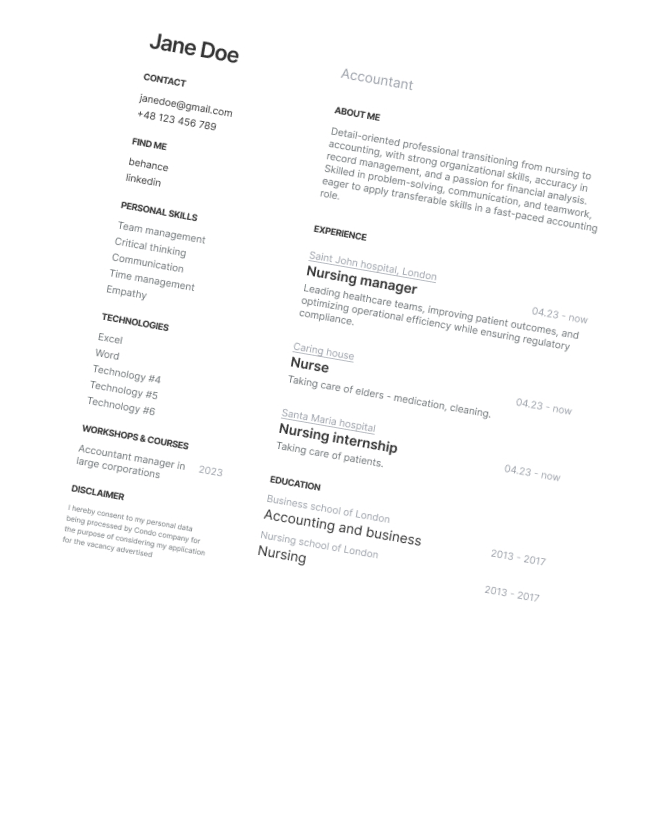 Jane Doe
CONTACT
janedoe@gmail.com
+48 123 456 789
FIND ME
behance
linkedin
PERSONAL SKILLS
Team management
Critical thinking
Communication
Time management
Empathy
TECHNOLOGIES
Excel
Word
Technology #4
Technology #5
Technology #6
WORKSHOPS & COURSES
Accountant manager in
large corporations
2023
DISCLAIMER
I hereby consent to my personal data
being processed by Condo company for
the purpose of considering my application
for the vacancy advertised
Accountant
ABOUT ME
Detail-oriented professional transitioning from nursing to
accounting, with strong organizational skills, accuracy in
record management, and a passion for financial analysis.
Skilled in problem-solving, communication, and teamwork,
eager to apply transferable skills in a fast-paced accounting
role.
EXPERIENCE
Saint John hospital, London
Nursing manager
04.23 - now
Leading healthcare teams, improving patient outcomes, and
optimizing operational efficiency while ensuring regulatory
compliance.
Caring house
Nurse
04.23 - now
Taking care of elders - medication, cleaning.
Santa Maria hospital
Nursing internship
04.23 - now
Taking care of patients.
EDUCATION
Business school of London
Accounting and business
2013 - 2017
Nursing school of London
Nursing
2013 - 2017